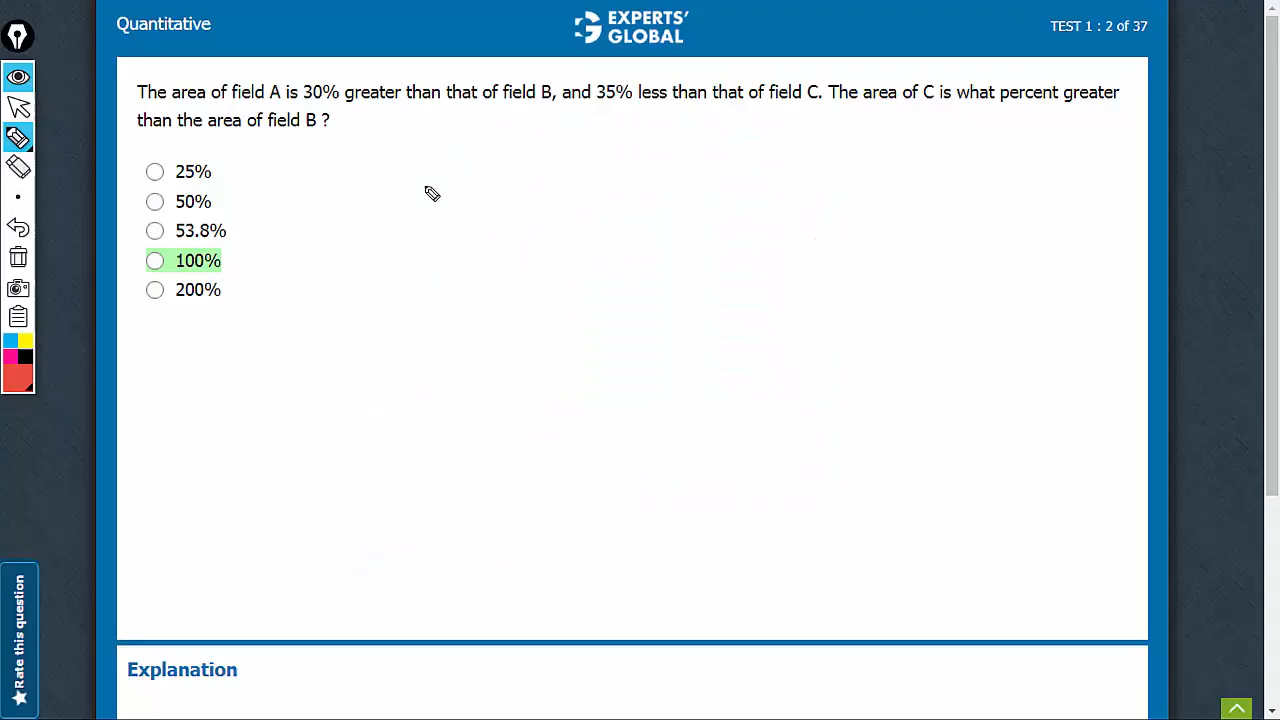 Quantitative
EXPERTS'
GLOBAL
TEST 1 : 2 of 37
The area of field A is 30% greater than that of field B, and 35% less than that of field C. The area of C is what percent greater
than the area of field B ?
25%
50%
53.8%
100%
200%
Rate this question
Explanation